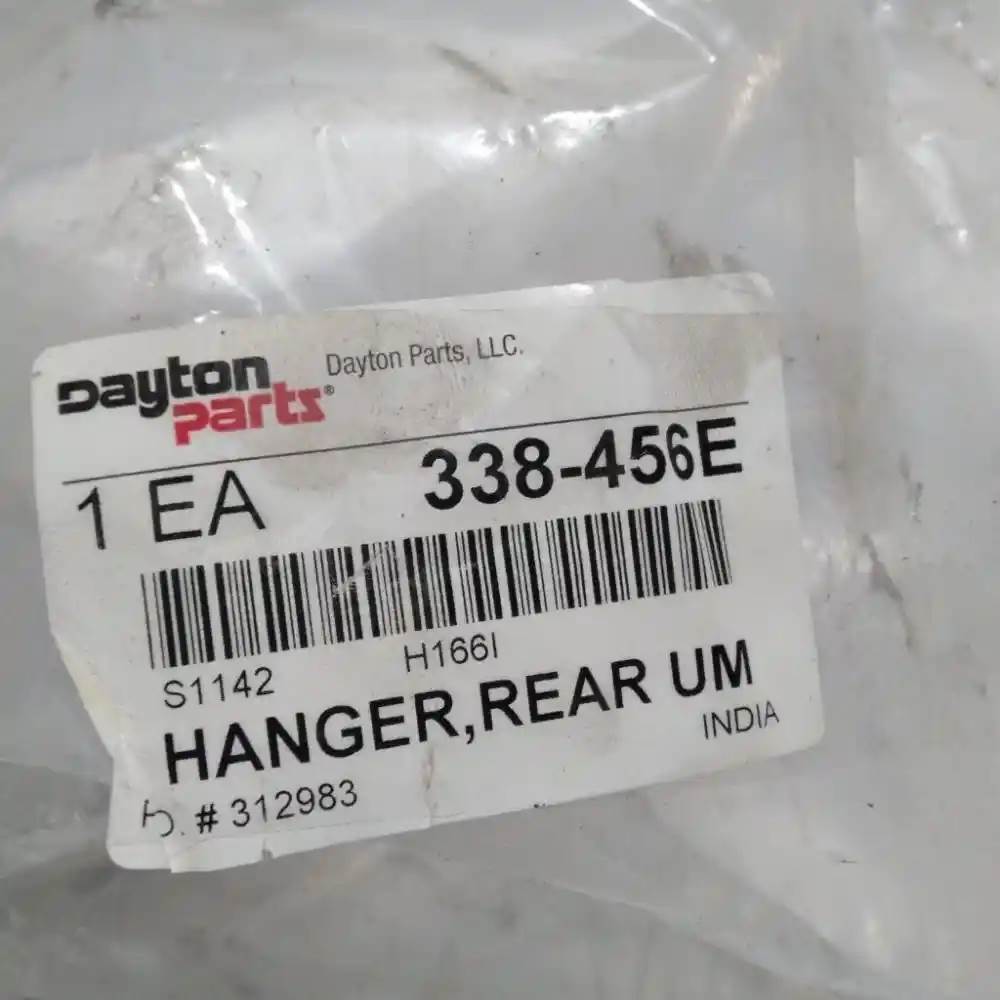 Dayton Parts® Dayton Parts, LLC.
1 EA 338-456E
S1142 H166I
HANGER,REAR UM
INDIA
# 312983